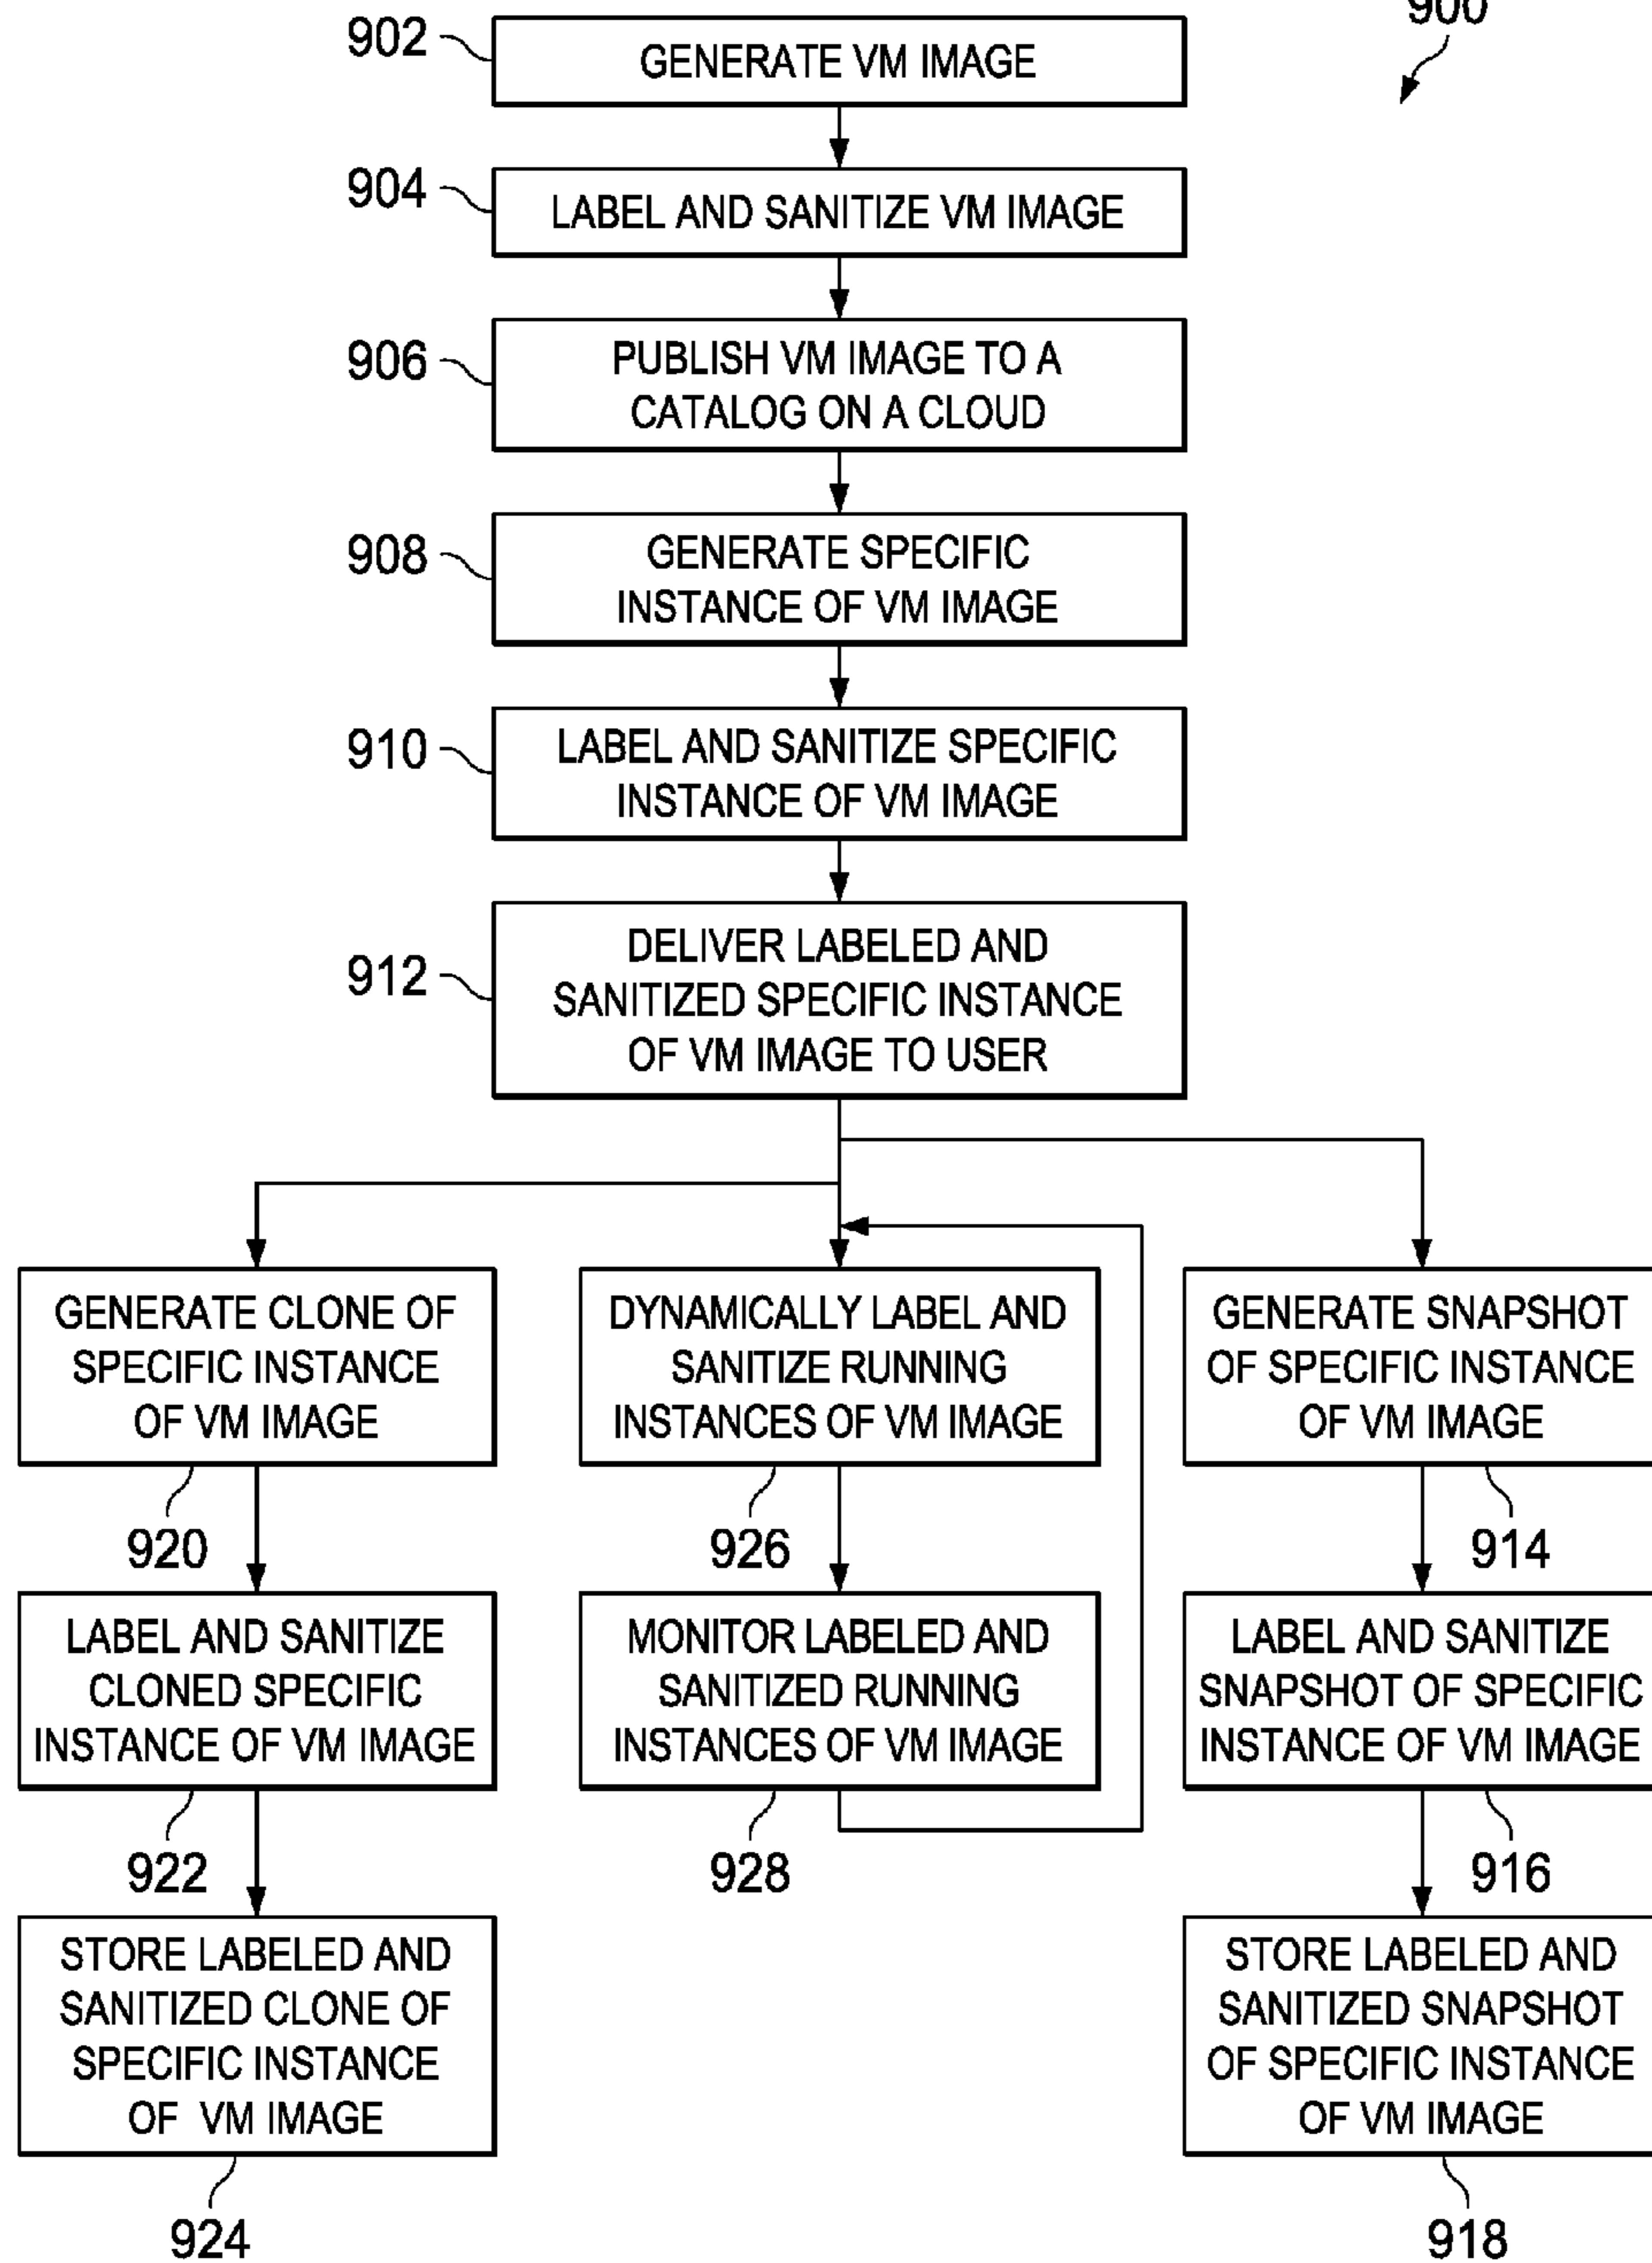 900
902
GENERATE VM IMAGE
904
LABEL AND SANITIZE VM IMAGE
906
PUBLISH VM IMAGE TO A
CATALOG ON A CLOUD
908
GENERATE SPECIFIC
INSTANCE OF VM IMAGE
910
LABEL AND SANITIZE SPECIFIC
INSTANCE OF VM IMAGE
912
DELIVER LABELED AND
SANITIZED SPECIFIC INSTANCE
OF VM IMAGE TO USER
GENERATE CLONE OF
SPECIFIC INSTANCE
OF VM IMAGE
920
LABEL AND SANITIZE
CLONED SPECIFIC
INSTANCE OF VM IMAGE
922
STORE LABELED AND
SANITIZED CLONE OF
SPECIFIC INSTANCE
OF VM IMAGE
924
DYNAMICALLY LABEL AND
SANITIZE RUNNING
INSTANCES OF VM IMAGE
926
MONITOR LABELED AND
SANITIZED RUNNING
INSTANCES OF VM IMAGE
928
GENERATE SNAPSHOT
OF SPECIFIC INSTANCE
OF VM IMAGE
914
LABEL AND SANITIZE
SNAPSHOT OF SPECIFIC
INSTANCE OF VM IMAGE
916
STORE LABELED AND
SANITIZED SNAPSHOT
OF SPECIFIC INSTANCE
OF VM IMAGE
918